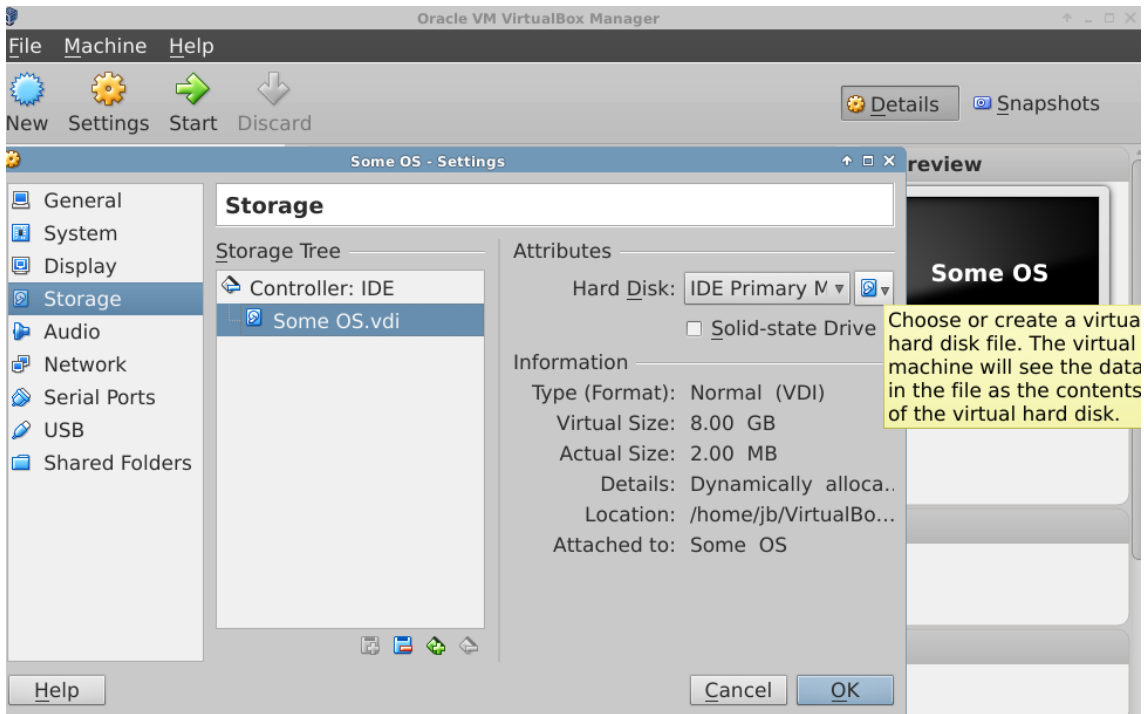 Oracle VM VirtualBox Manager
File Machine Help
New Settings Start Discard
Details Snapshots
Some OS - Settings
review
General
System
Display
Storage
Audio
Network
Serial Ports
USB
Shared Folders
Storage
Storage Tree
Controller: IDE
Some OS.vdi
Attributes
Hard Disk: IDE Primary M
Solid-state Drive
Information
Type (Format): Normal (VDI)
Virtual Size: 8.00 GB
Actual Size: 2.00 MB
Details: Dynamically alloca..
Location: /home/jb/VirtualBo...
Attached to: Some OS
Some OS
Choose or create a virtua
hard disk file. The virtual
machine will see the data
in the file as the contents
of the virtual hard disk.
Help
Cancel OK